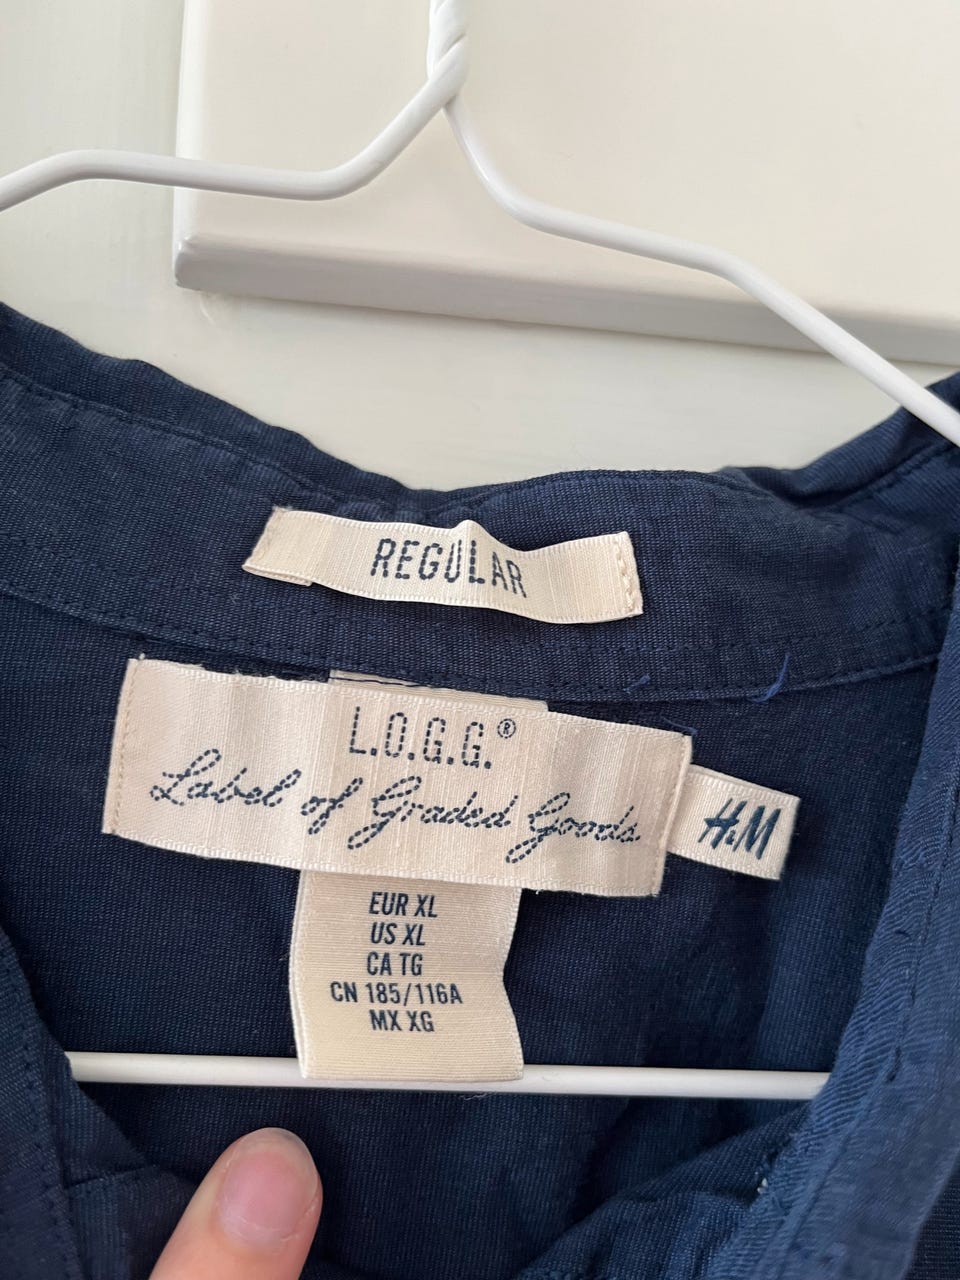 REGULAR
L.O.G.G.®
Label of Graded Goods
H&M
EUR XL
US XL
CA TG
CN 185/116A
MX XG